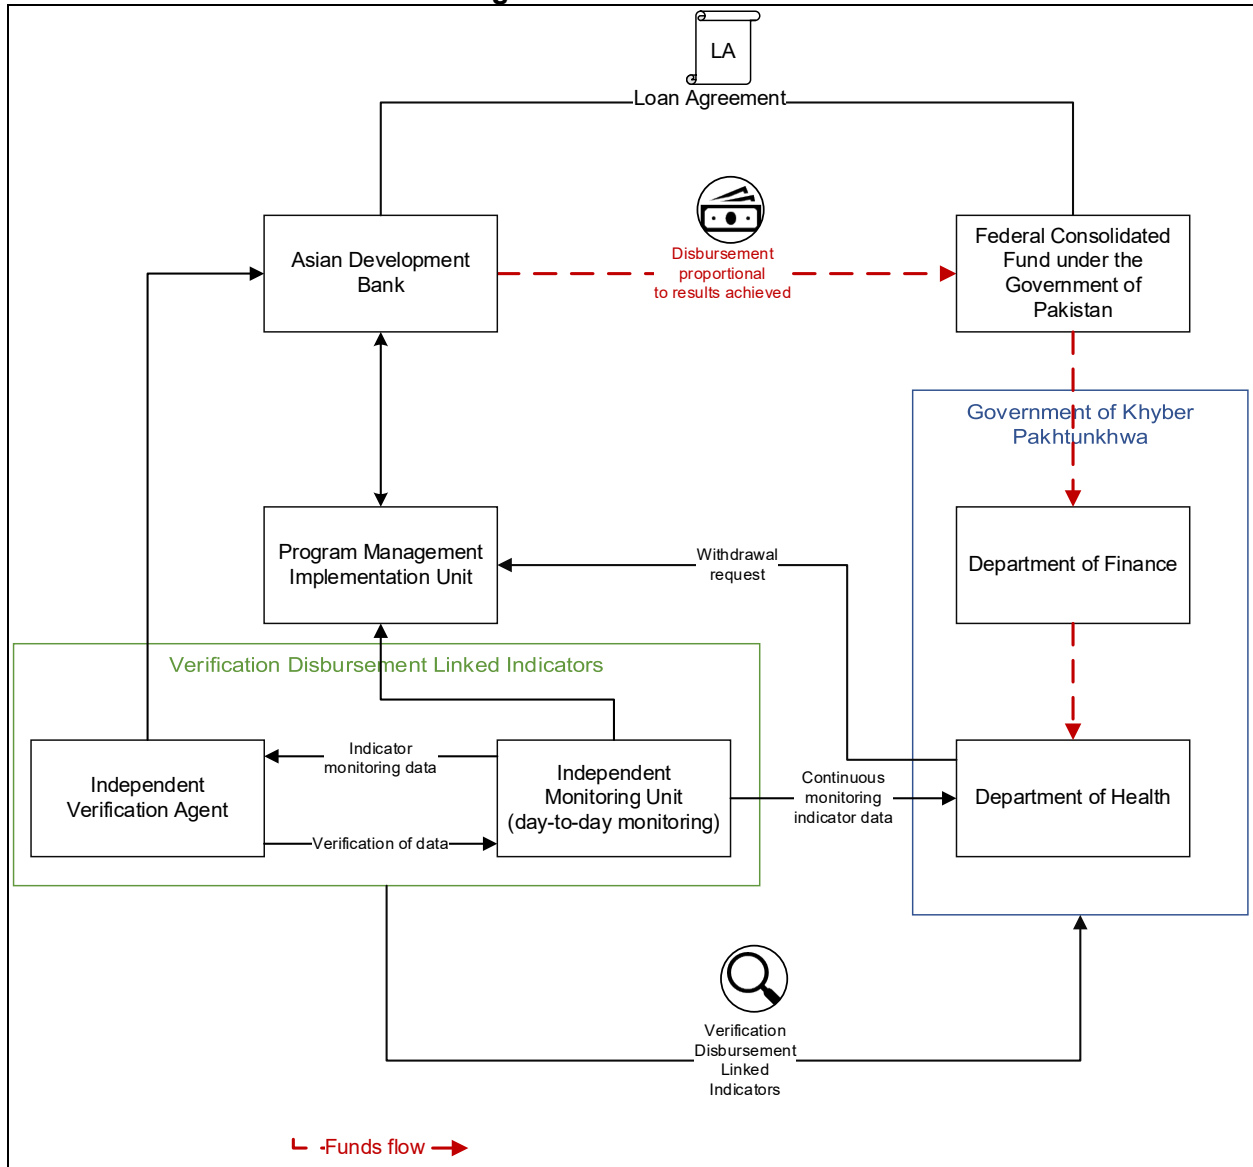 LA
Loan Agreement
Asian Development
Bank
Disbursement
proportional
to results achieved
Federal Consolidated
Fund under the
Government of
Pakistan
Government of Khyber
Pakhtunkhwa
Program Management
Implementation Unit
Withdrawal
request
Department of Finance
Verification Disbursement Linked Indicators
Independent
Verification Agent
Indicator
monitoring data
Verification of data
Independent
Monitoring Unit
(day-to-day monitoring)
Continuous
monitoring
indicator data
Department of Health
Verification
Disbursement
Linked
Indicators
Funds flow